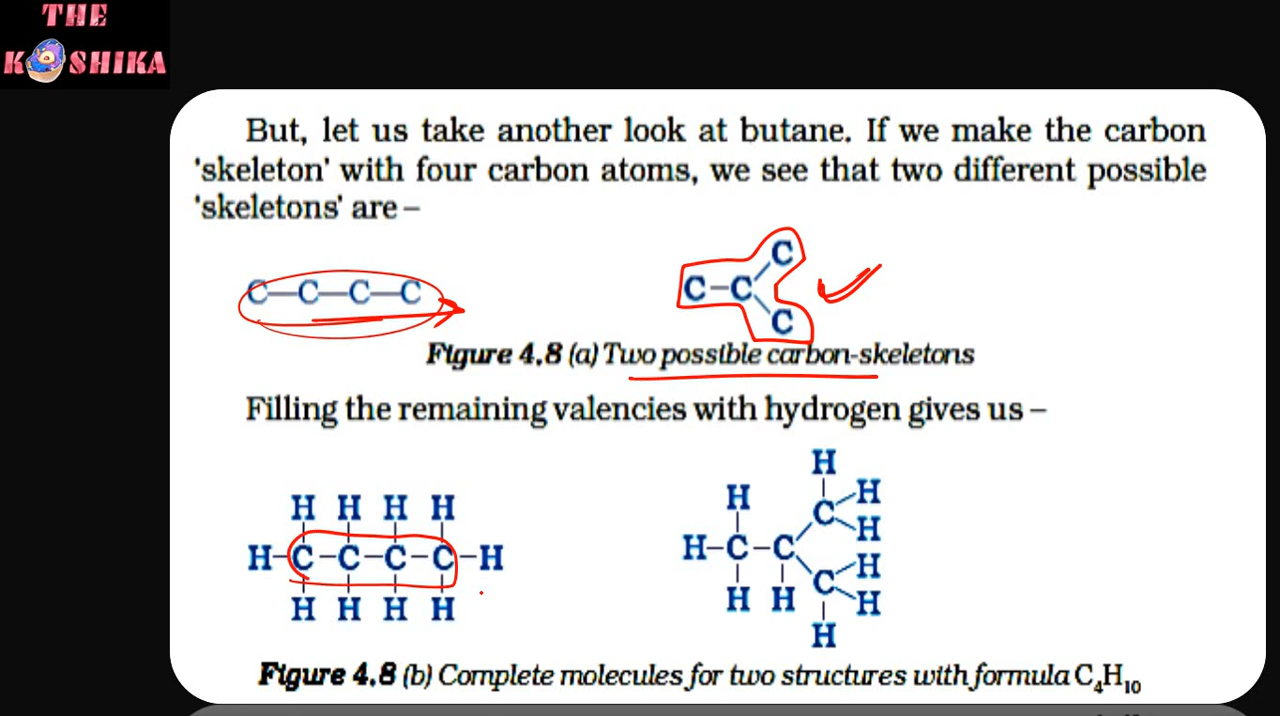 THE
KOSHIKA
But, let us take another look at butane. If we make the carbon
'skeleton' with four carbon atoms, we see that two different possible
'skeletons' are –
C
C—C—C—C
C–C
C
Figure 4.8 (a) Two possible carbon-skeletons
Filling the remaining valencies with hydrogen gives us –
H
H
H
H H H H
C
H
H–C–C
H–C–C–C–C–H
H
C
H H
H
H H H H
H
Figure 4.8 (b) Complete molecules for two structures with formula C₄H₁₀